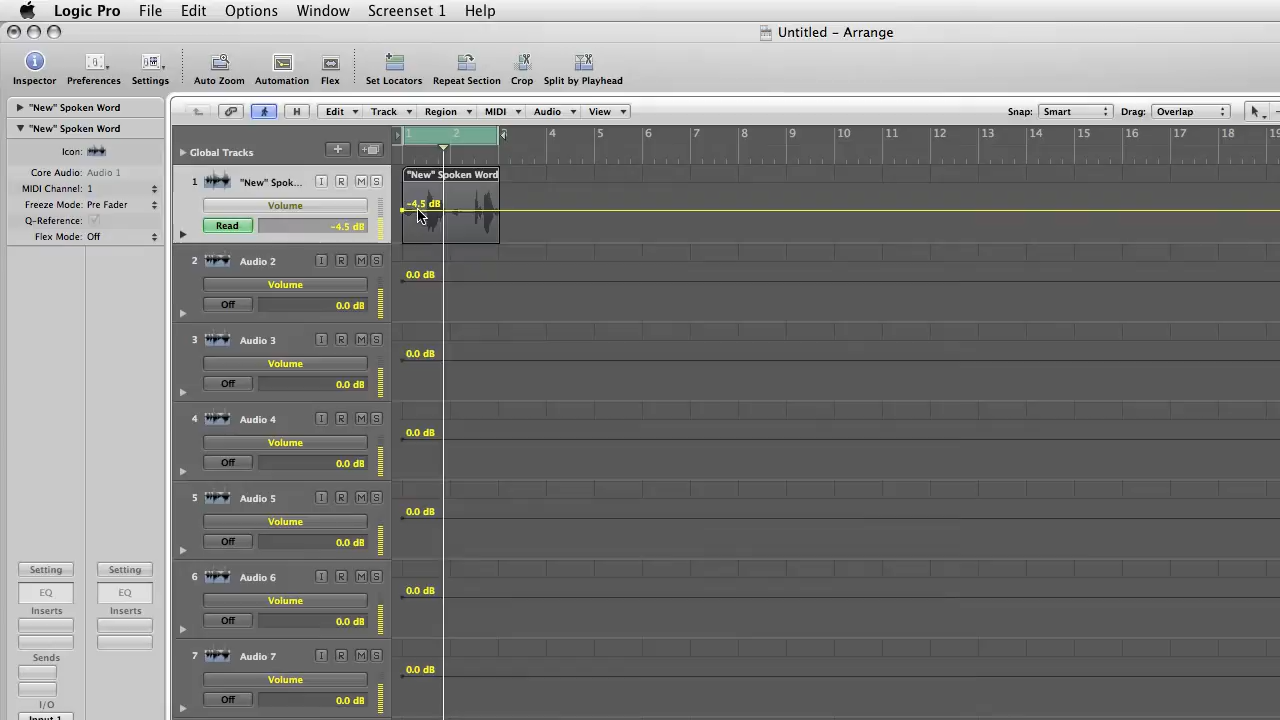 Logic Pro File Edit Options Window Screenset 1 Help
Untitled - Arrange
Inspector Preferences Settings Auto Zoom Automation Flex Set Locators Repeat Section Crop Split by Playhead
"New" Spoken Word
"New" Spoken Word
Icon:
Core Audio: Audio 1
MIDI Channel: 1
Freeze Mode: Pre Fader
Q-Reference:
Flex Mode: Off
Setting Setting
EQ EQ
Inserts Inserts
Sends
I/O
Input 1
H Edit Track Region MIDI Audio View Snap: Smart Drag: Overlap
Global Tracks
1 2 4 5 6 7 8 9 10 11 12 13 14 15 16 17 18 19
1 "New" Spok... I R M S
Volume
Read -4.5 dB
"New" Spoken Word
-4.5 dB
2 Audio 2 I R M S
Volume
Off 0.0 dB
0.0 dB
3 Audio 3 I R M S
Volume
Off 0.0 dB
0.0 dB
4 Audio 4 I R M S
Volume
Off 0.0 dB
0.0 dB
5 Audio 5 I R M S
Volume
Off 0.0 dB
0.0 dB
6 Audio 6 I R M S
Volume
Off 0.0 dB
0.0 dB
7 Audio 7 I R M S
Volume
Off 0.0 dB
0.0 dB